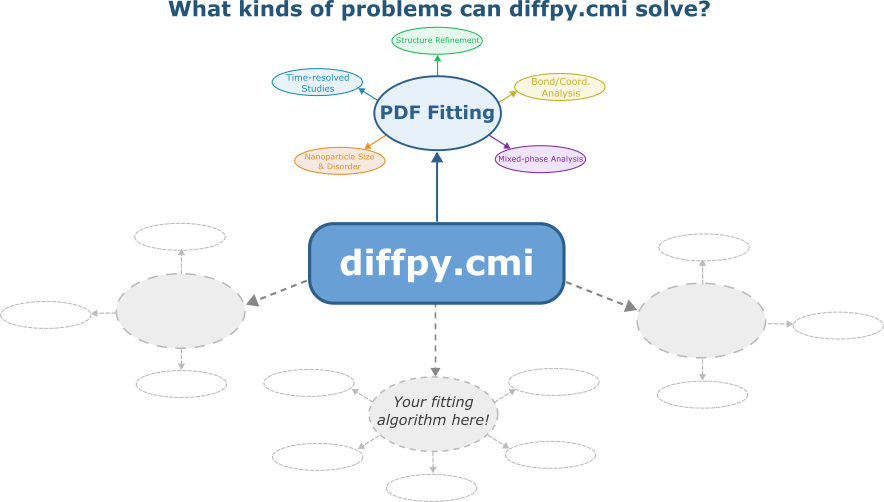 What kinds of problems can diffpy.cmi solve?
Structure Refinement
Time-resolved
Studies
Bond/Coord.
Analysis
PDF Fitting
Nanoparticle Size
& Disorder
Mixed-phase Analysis
diffpy.cmi
Your fitting
algorithm here!